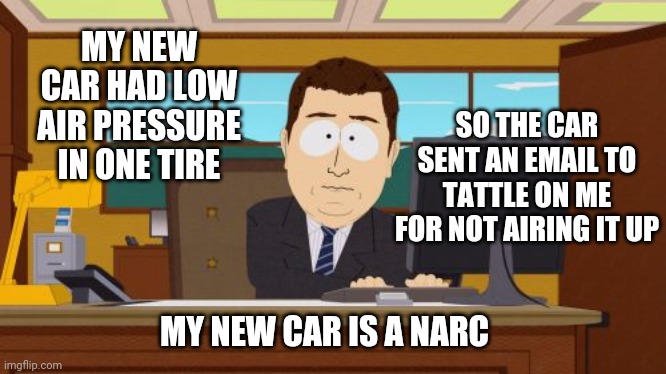 MY NEW
CAR HAD LOW
AIR PRESSURE
IN ONE TIRE
SO THE CAR
SENT AN EMAIL TO
TATTLE ON ME
FOR NOT AIRING IT UP
MY NEW CAR IS A NARC
imgflip.com